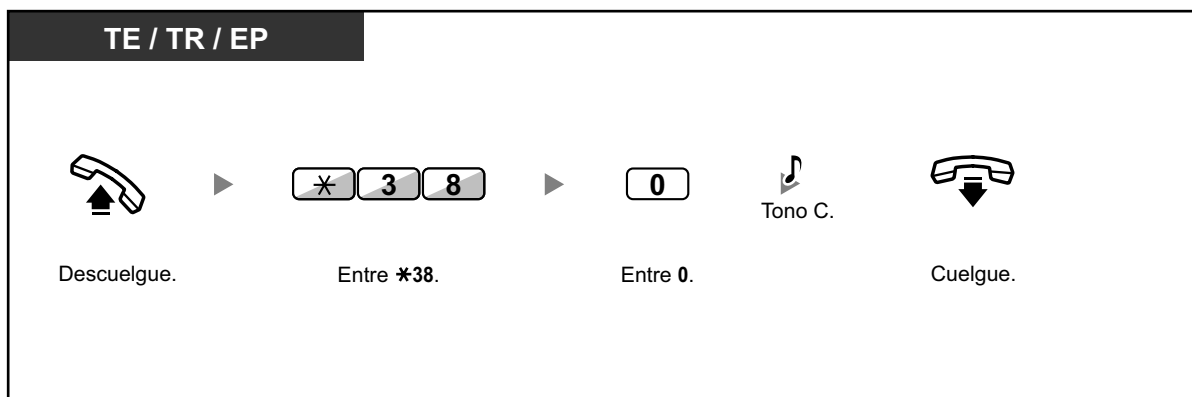 TE / TR / EP
* 3 8
0
Tono C.
Descuelgue.
Entre *38.
Entre 0.
Cuelgue.